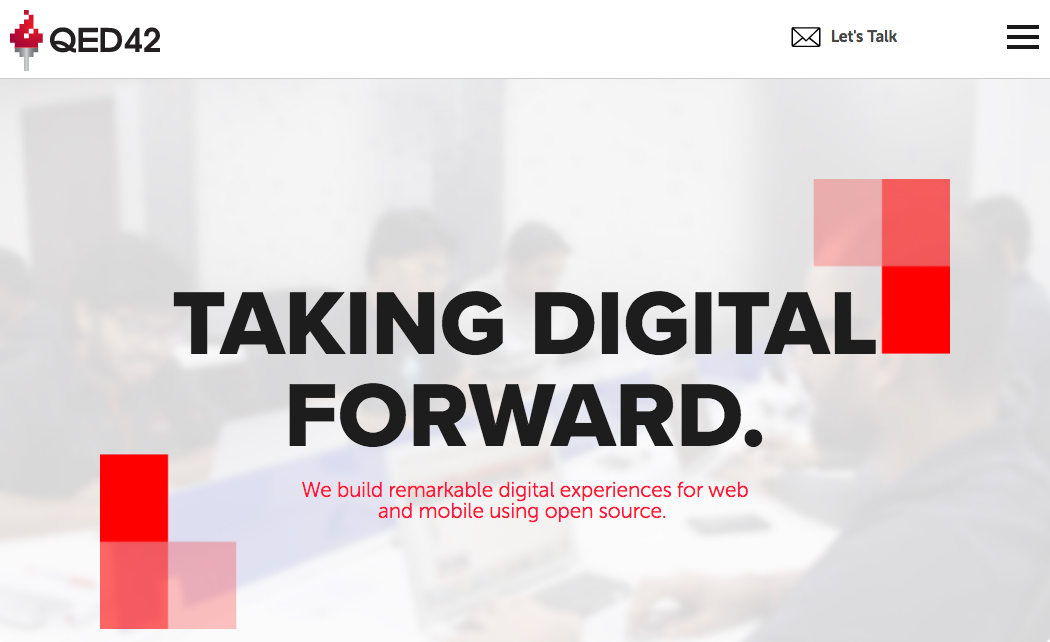 QED42
Let's Talk
TAKING DIGITAL
FORWARD.
We build remarkable digital experiences for web
and mobile using open source.